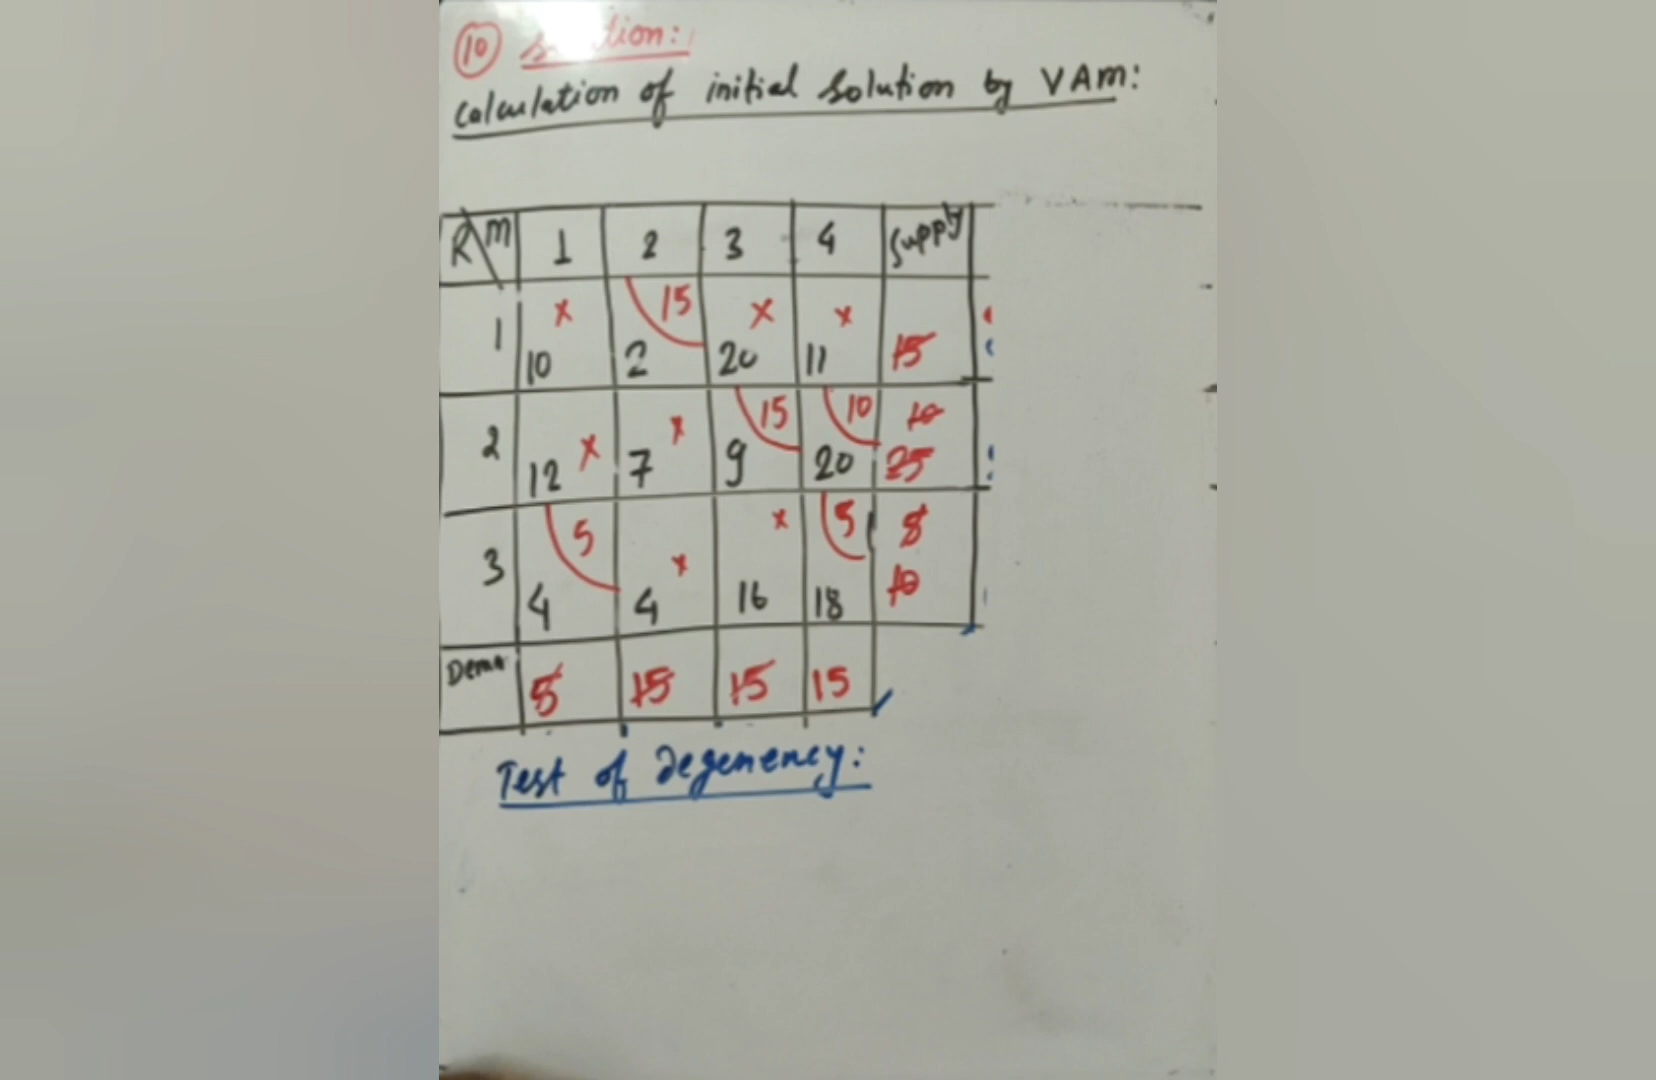 10
Calculation of initial Solution by VAM:
R M 1 2 3 4 Supply
15
1 x x x
10 2 20 11 15
15 10 10
2 x x
12 7 9 20 25
5 x 5 5
3 x 10
4 4 16 18
5 15 15 15
Test of Degenency: